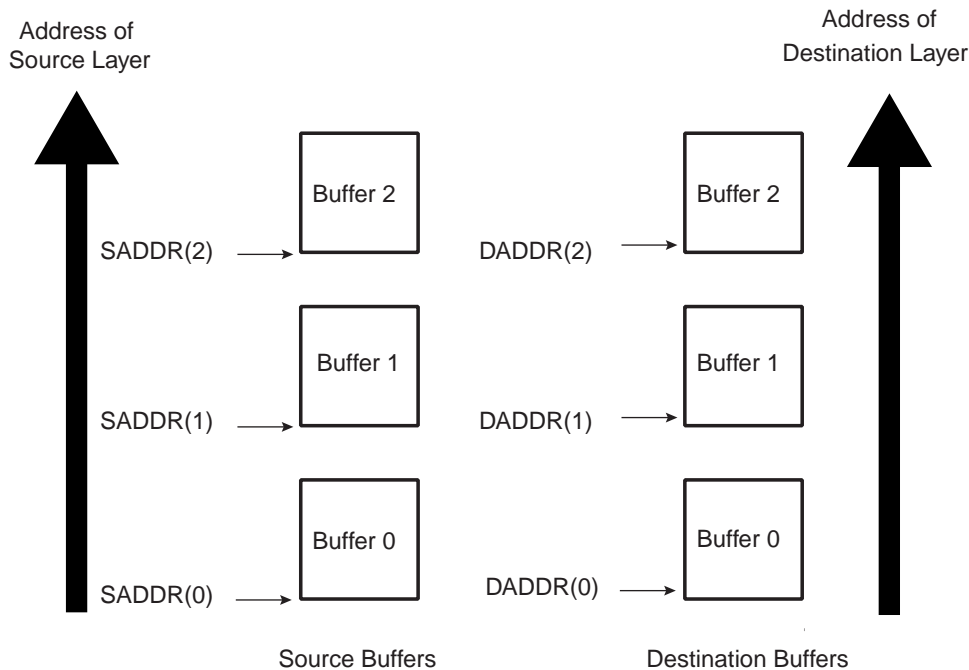 Address of
Source Layer
Address of
Destination Layer
Buffer 2
Buffer 2
SADDR(2)
DADDR(2)
Buffer 1
Buffer 1
SADDR(1)
DADDR(1)
Buffer 0
Buffer 0
SADDR(0)
DADDR(0)
Source Buffers
Destination Buffers